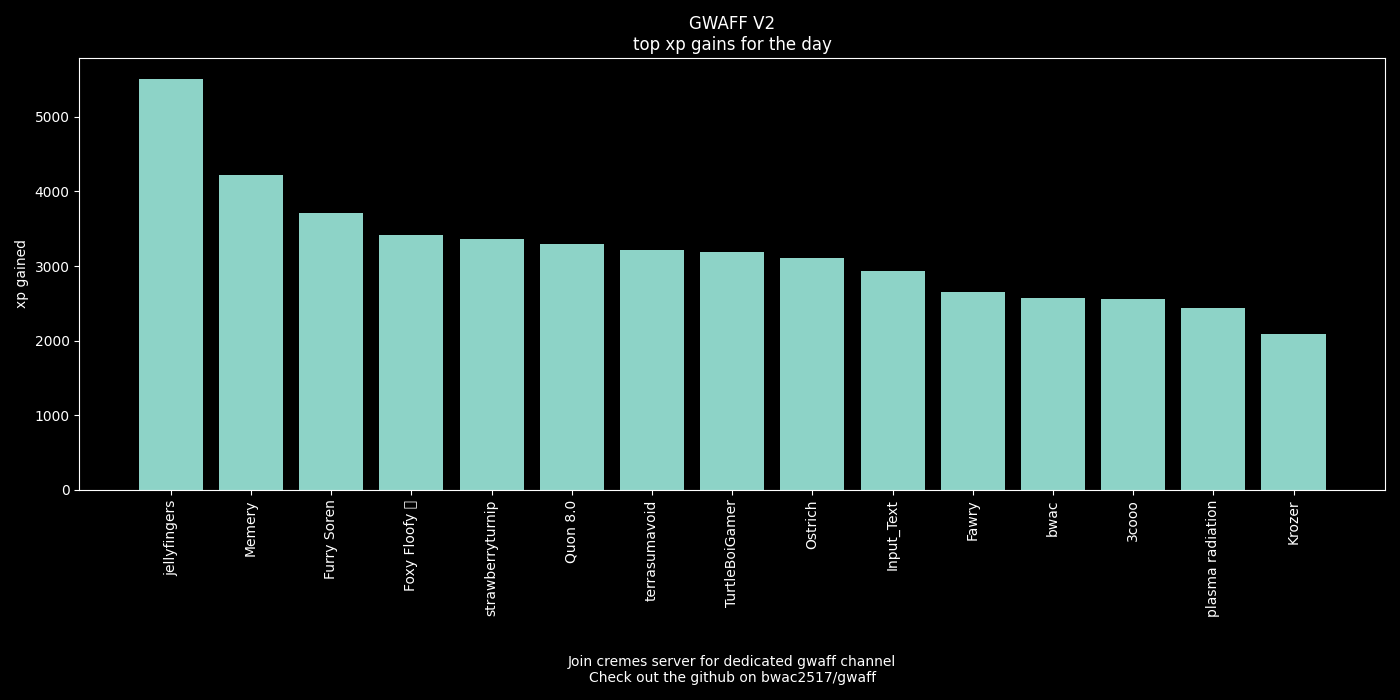 GWAFF V2
top xp gains for the day
xp gained
5000
4000
3000
2000
1000
0
jellyfingers
Memery
Furry Soren
Foxy Floofy
strawberryturnip
Quon 8.0
terrasumavoid
TurtleBoiGamer
Ostrich
Input_Text
Fawry
bwac
3cooo
plasma radiation
Krozer
Join cremes server for dedicated gwaff channel
Check out the github on bwac2517/gwaff